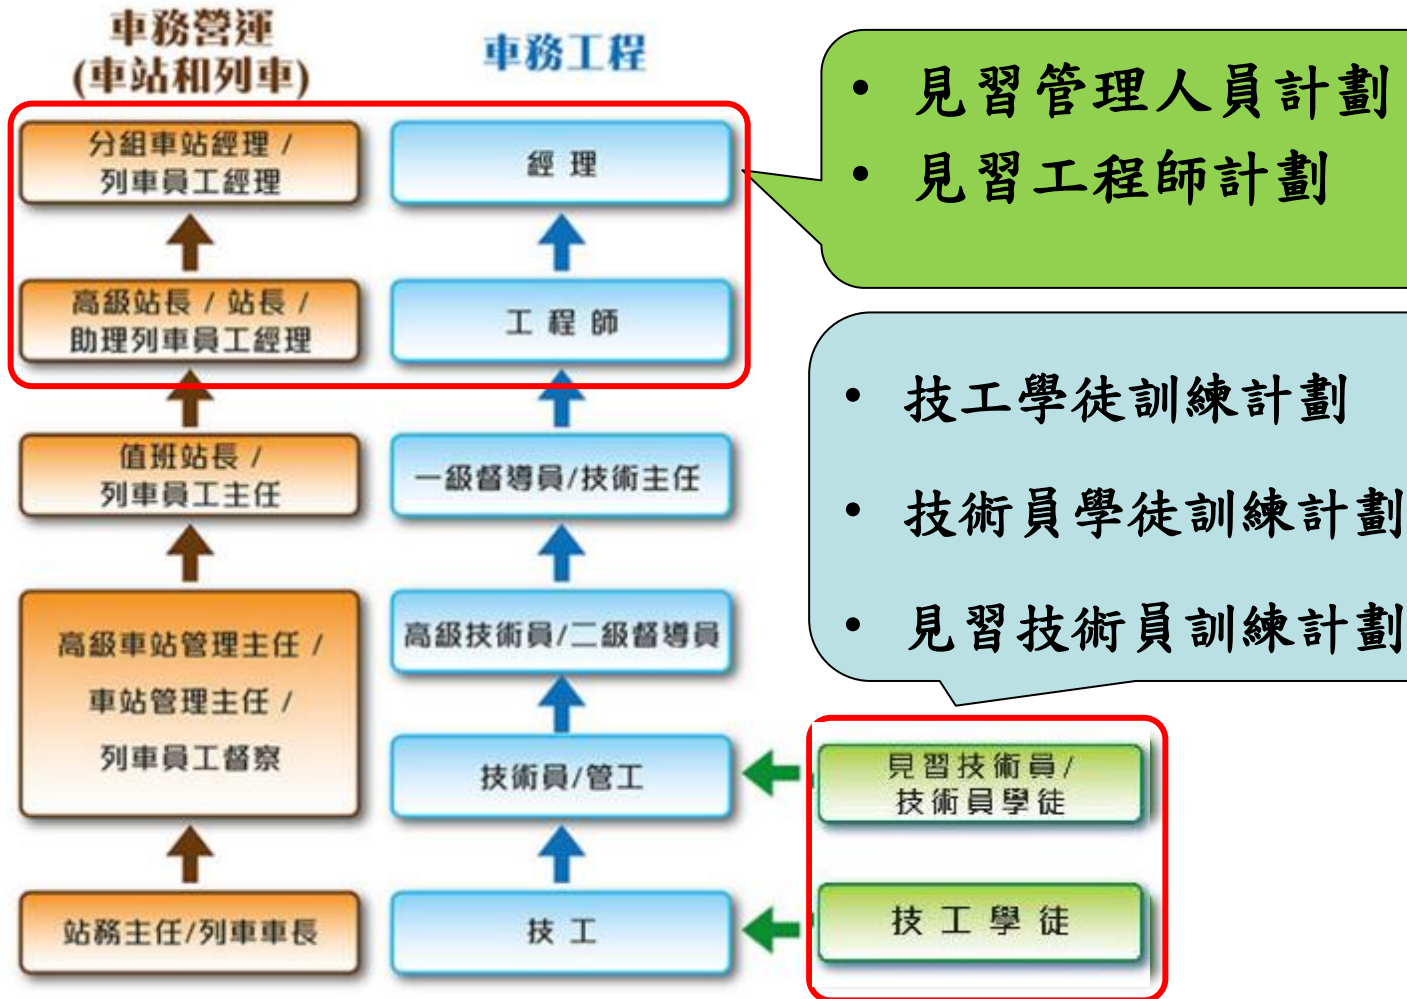 車務營運
(車站和列車)
車務工程
分組車站經理 /
列車員工經理
經 理
高級站長 / 站長 /
助理列車員工經理
工 程 師
值班站長 /
列車員工主任
一級督導員/技術主任
高級車站管理主任 /
車站管理主任 /
列車員工督察
高級技術員/二級督導員
技術員/管工
站務主任/列車車長
技 工
見習技術員/
技術員學徒
技 工 學 徒
• 見習管理人員計劃
• 見習工程師計劃
• 技工學徒訓練計劃
• 技術員學徒訓練計劃
• 見習技術員訓練計劃